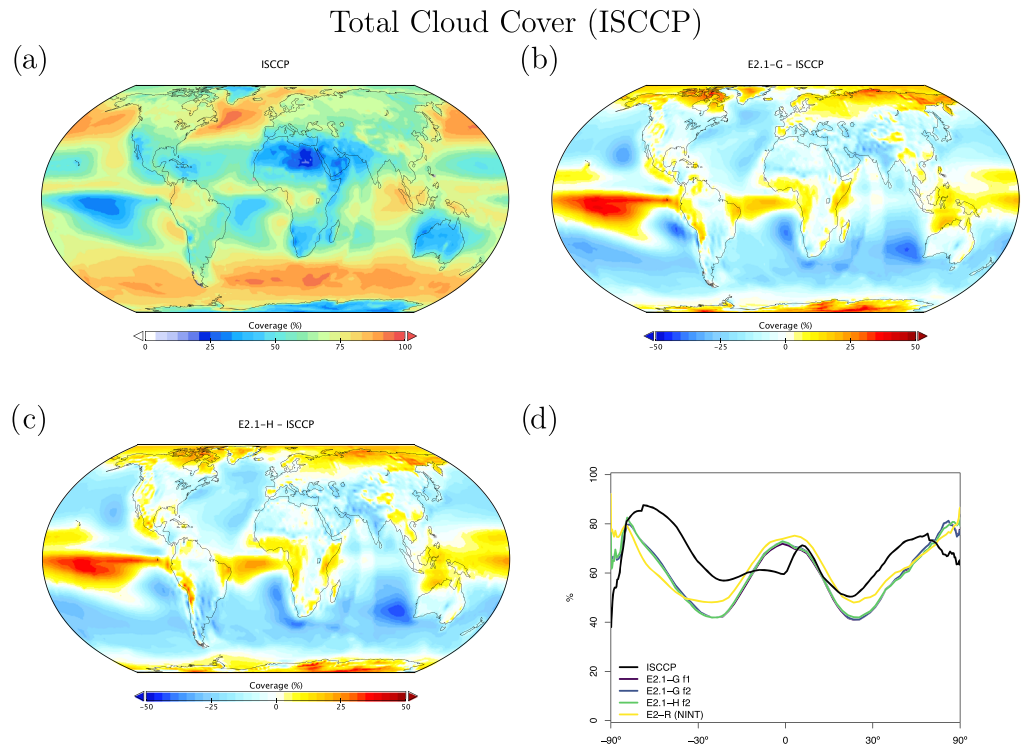 Total Cloud Cover (ISCCP)
(a)
ISCCP
Coverage (%)
0 25 50 75 100
(b)
E2.1–G – ISCCP
Coverage (%)
−50 −25 0 25 50
(c)
E2.1–H – ISCCP
Coverage (%)
−50 −25 0 25 50
(d)
100
80
60
40
20
0
%
ISCCP
E2.1–G f1
E2.1–G f2
E2.1–H f2
E2–R (NINT)
−90° −30° 0 30° 90°